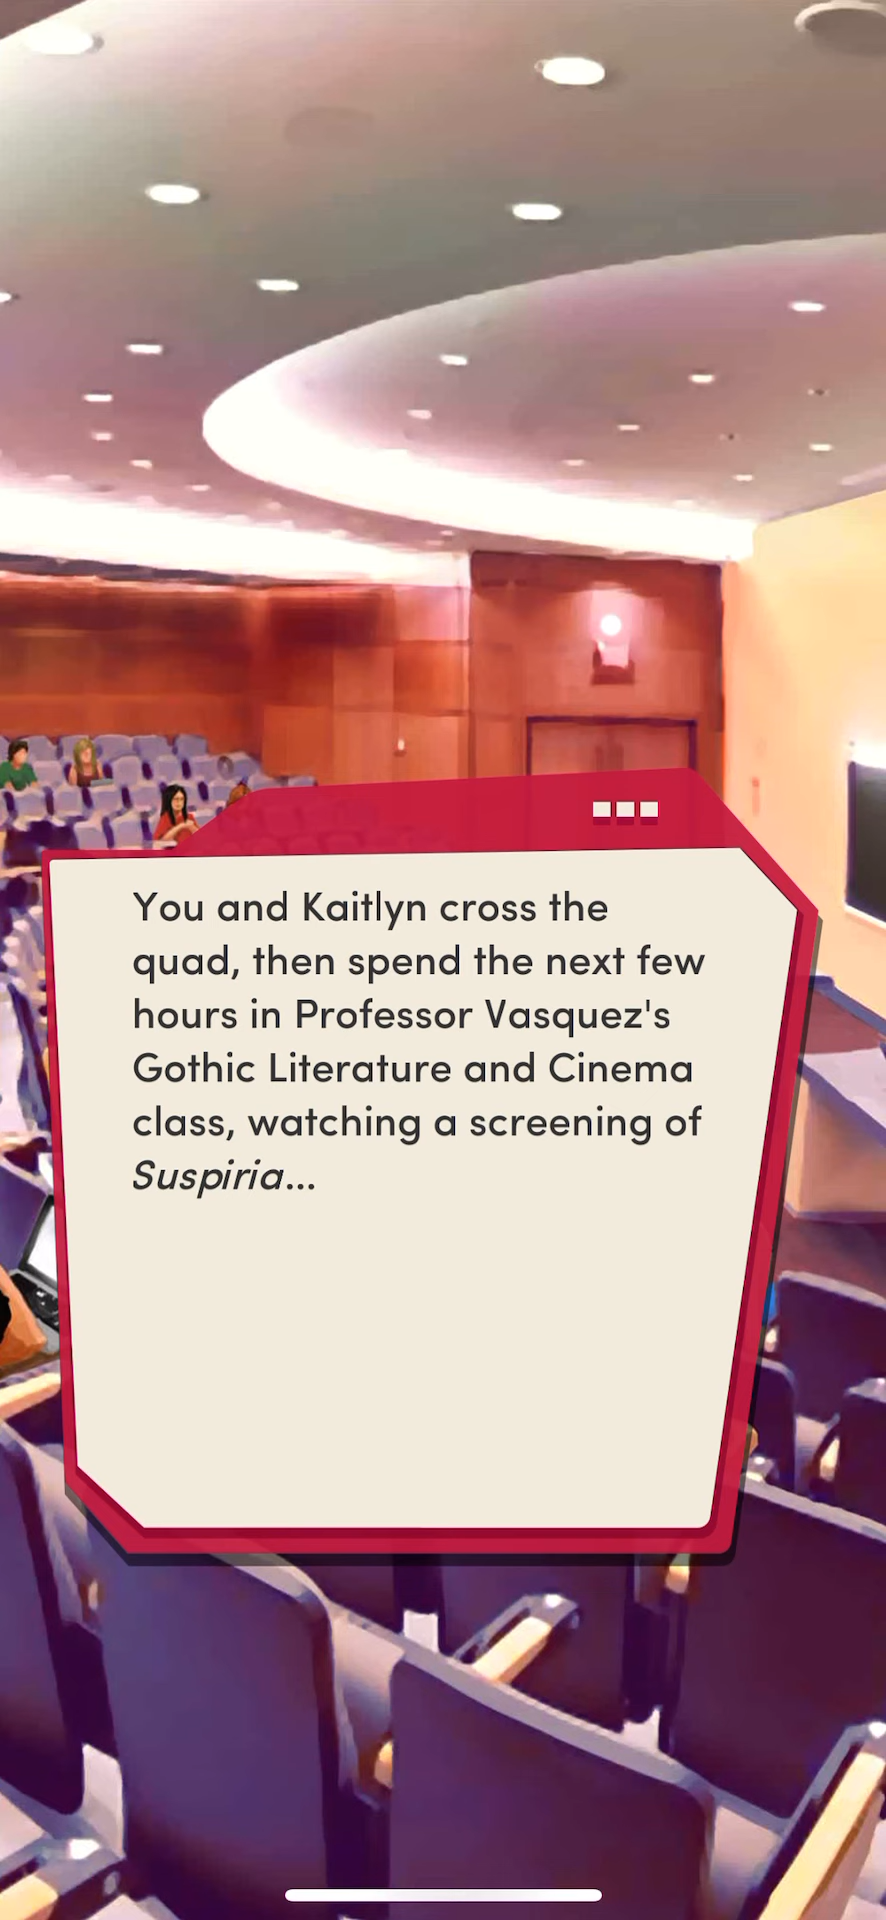 You and Kaitlyn cross the
quad, then spend the next few
hours in Professor Vasquez's
Gothic Literature and Cinema
class, watching a screening of
Suspiria...